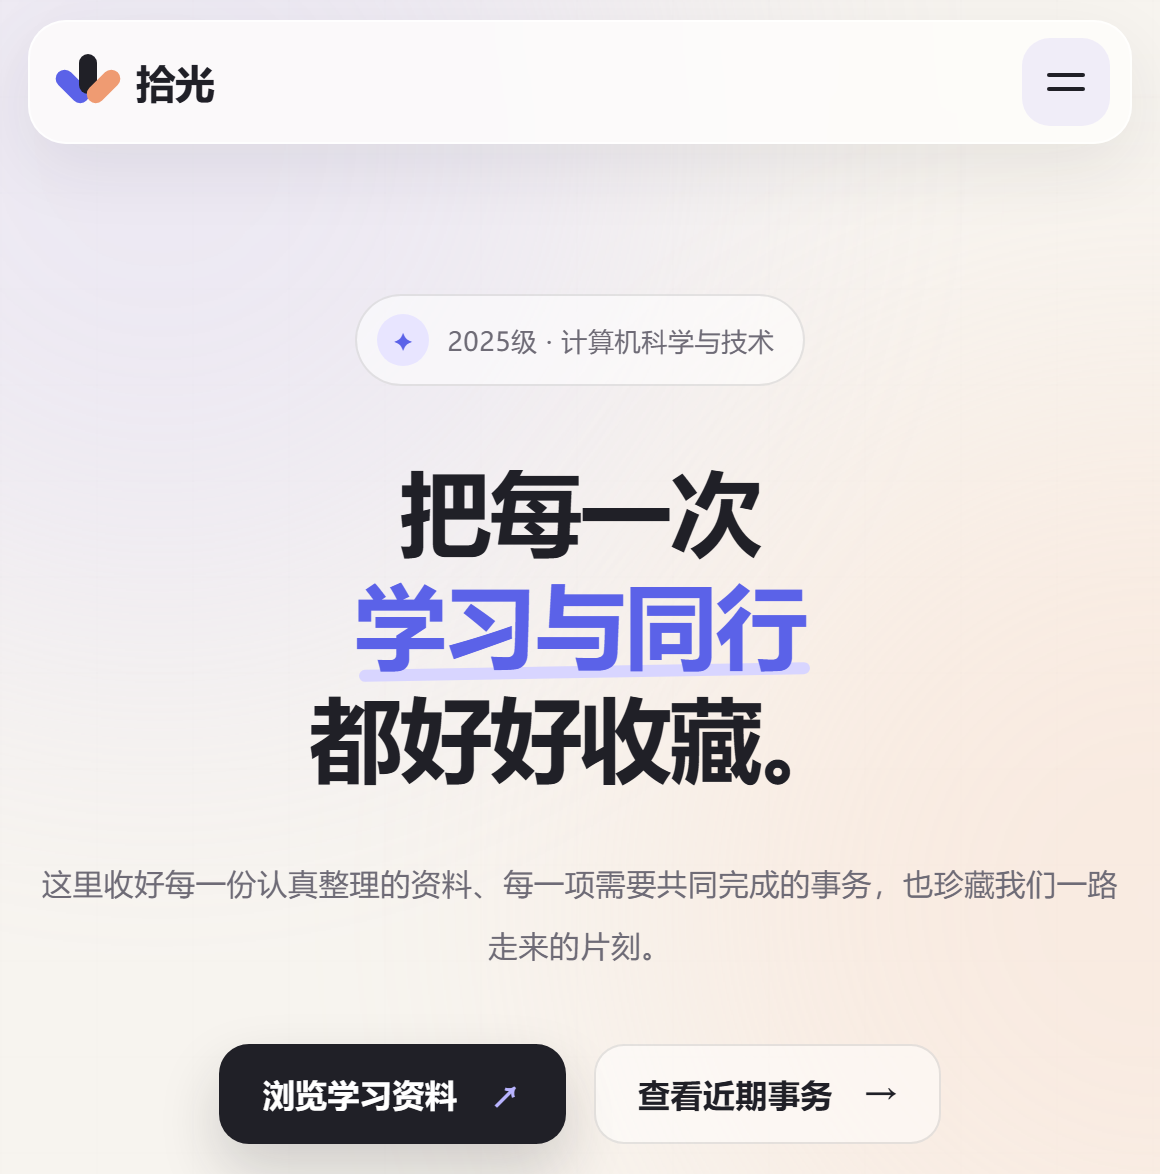 拾光
2025级 · 计算机科学与技术
把每一次
学习与同行
都好好收藏。
这里收好每一份认真整理的资料、每一项需要共同完成的事务，也珍藏我们一路
走来的片刻。
浏览学习资料 ↗
查看近期事务 →